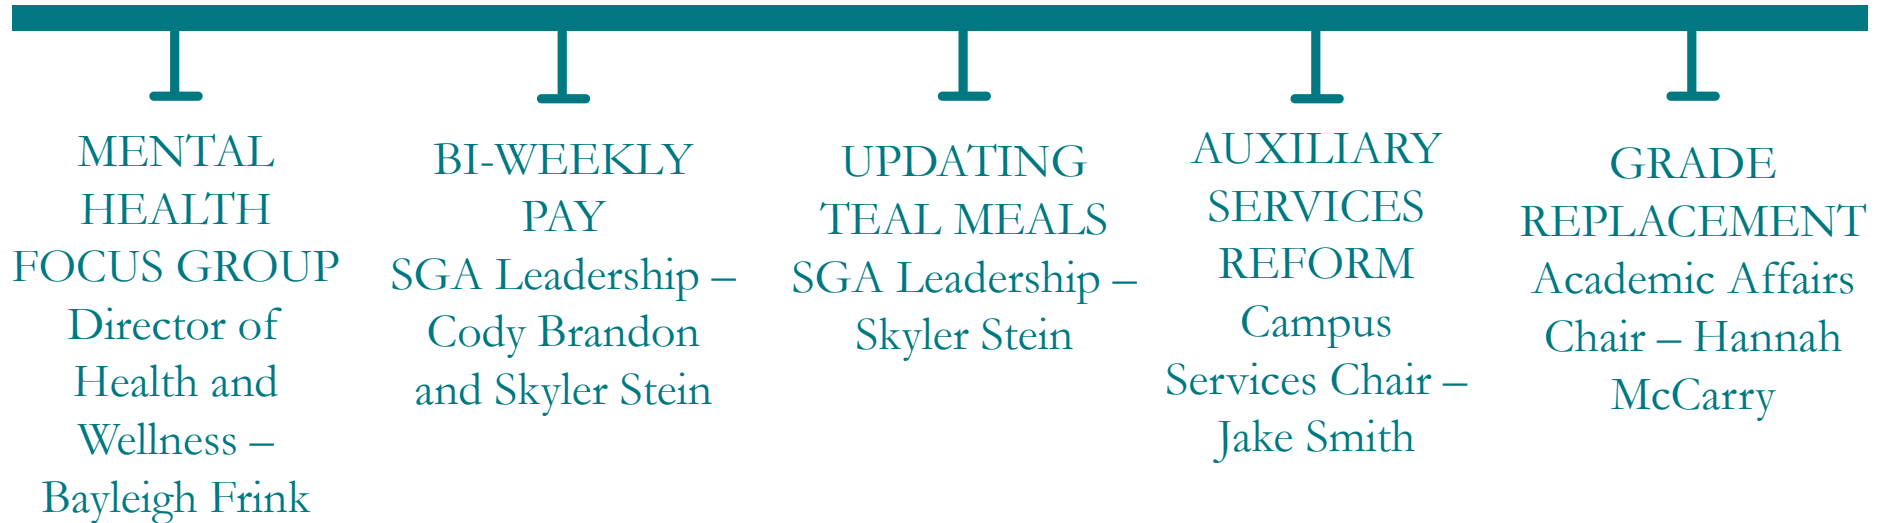 MENTAL
HEALTH
FOCUS GROUP
Director of
Health and
Wellness –
Bayleigh Frink
BI-WEEKLY
PAY
SGA Leadership –
Cody Brandon
and Skyler Stein
UPDATING
TEAL MEALS
SGA Leadership –
Skyler Stein
AUXILIARY
SERVICES
REFORM
Campus
Services Chair –
Jake Smith
GRADE
REPLACEMENT
Academic Affairs
Chair – Hannah
McCarry